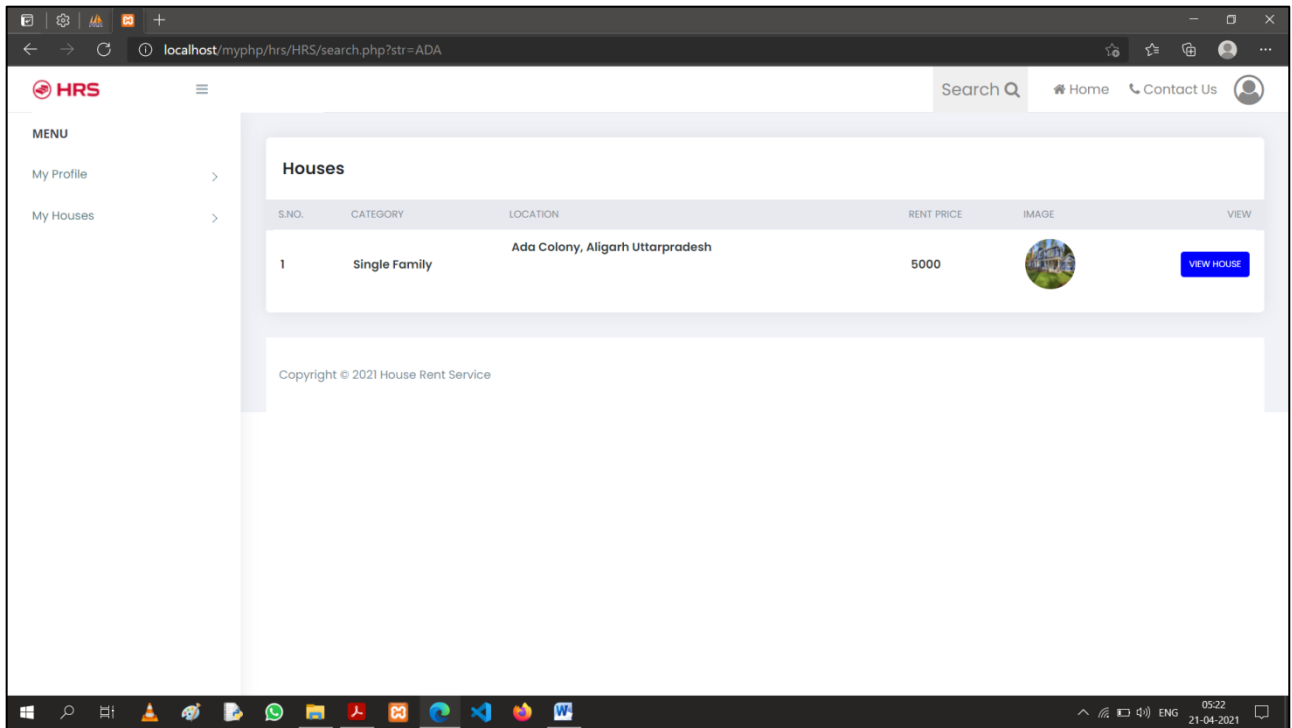 localhost/myphp/hrs/HRS/search.php?str=ADA
HRS
Search
Home
Contact Us
MENU
My Profile
My Houses
Houses
S.NO. CATEGORY LOCATION RENT PRICE IMAGE VIEW
1 Single Family Ada Colony, Aligarh Uttarpradesh 5000 VIEW HOUSE
Copyright © 2021 House Rent Service
ENG
05:22
21-04-2021